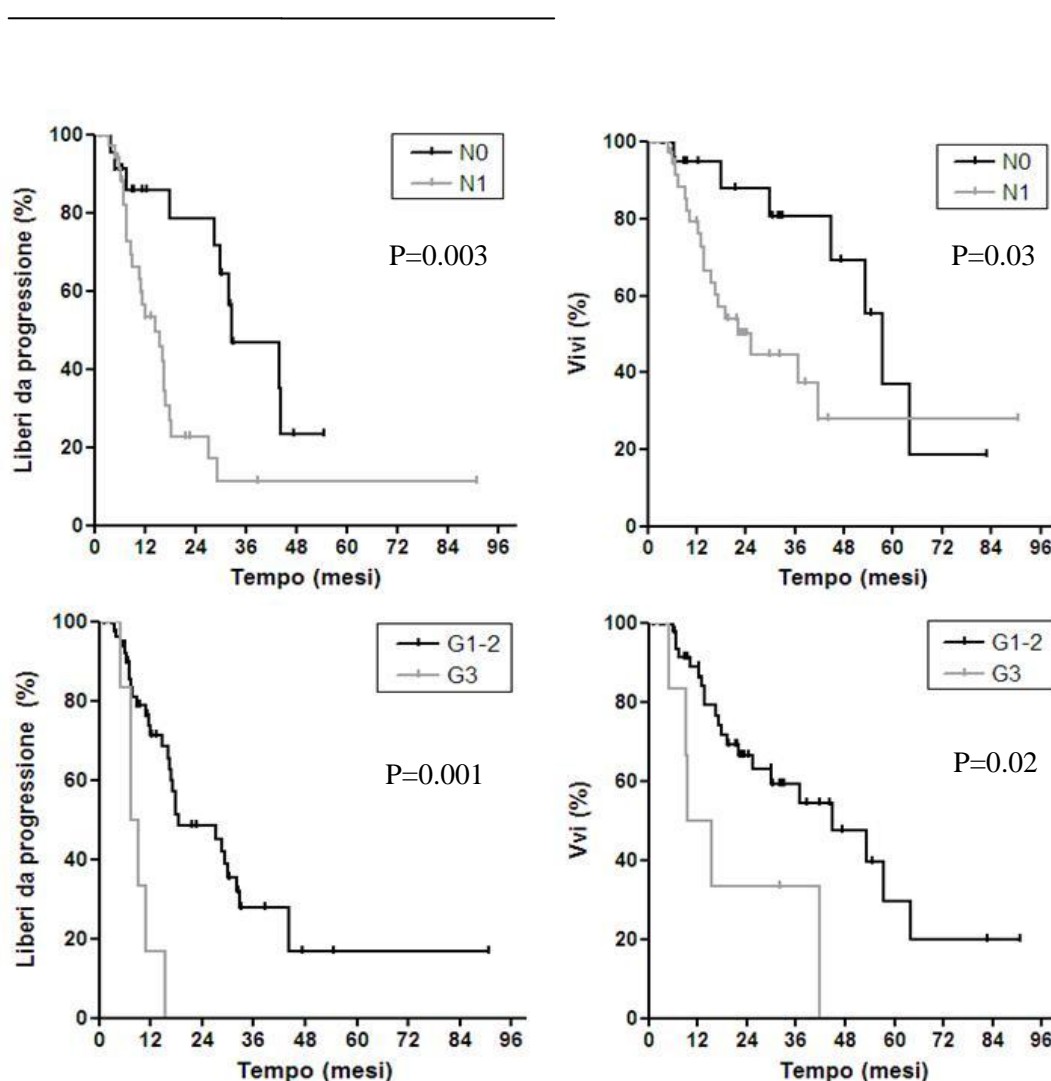 N0
N1
P=0.003
Liberi da progressione (%)
100
80
60
40
20
0
0 12 24 36 48 60 72 84 96
Tempo (mesi)
N0
N1
P=0.03
Vivi (%)
100
80
60
40
20
0
0 12 24 36 48 60 72 84 96
Tempo (mesi)
G1-2
G3
P=0.001
Liberi da progressione (%)
100
80
60
40
20
0
0 12 24 36 48 60 72 84 96
Tempo (mesi)
G1-2
G3
P=0.02
Vvi (%)
100
80
60
40
20
0
0 12 24 36 48 60 72 84 96
Tempo (mesi)